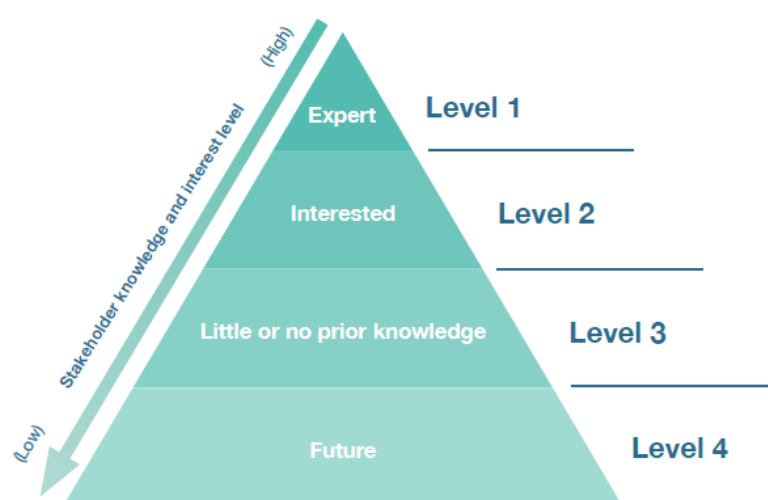 (High)
Stakeholder knowledge and interest level
(Low)
Expert
Level 1
Interested
Level 2
Little or no prior knowledge
Level 3
Future
Level 4